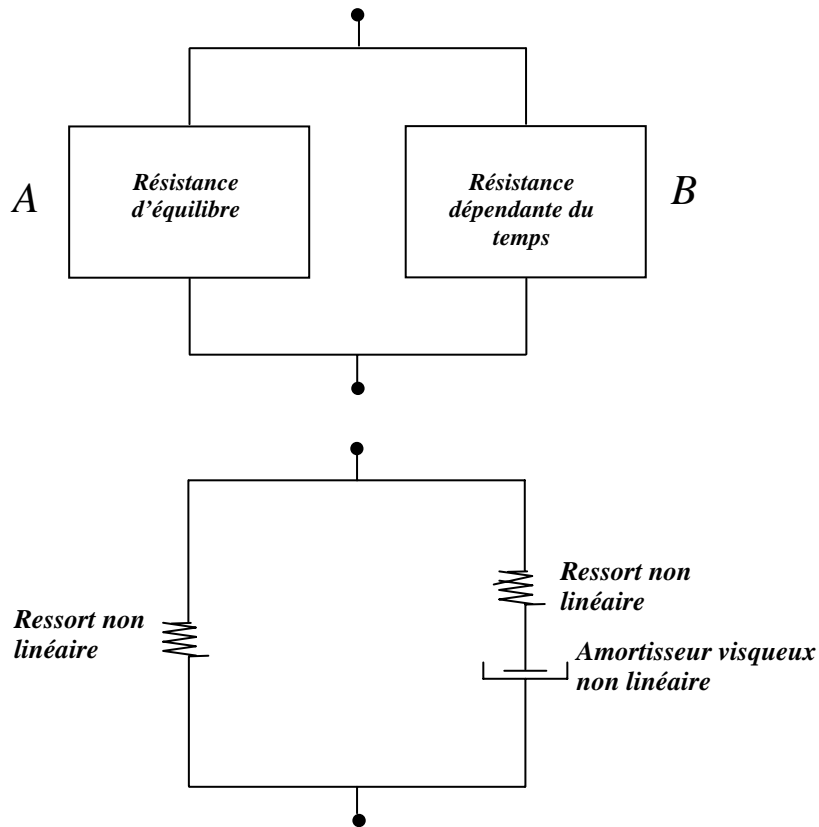 A
Résistance
d'équilibre
Résistance
dépendante du
temps
B
Ressort non
linéaire
Ressort non
linéaire
Amortisseur visqueux
non linéaire